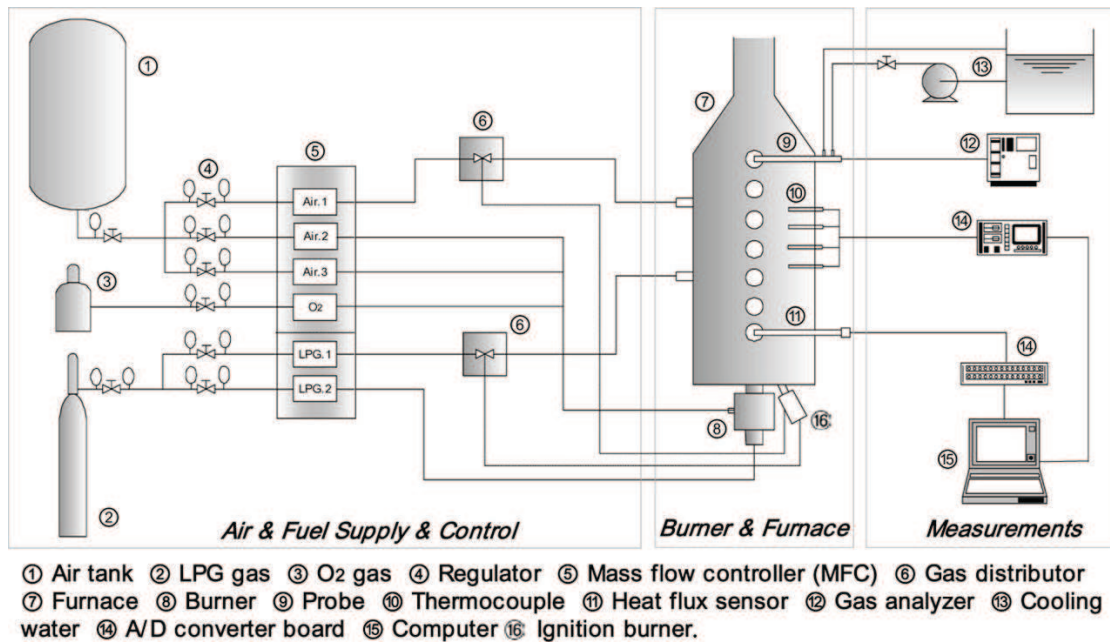 ①
②
③
④
⑤
Air.1
Air.2
Air.3
O2
LPG.1
LPG.2
⑥
⑥
⑦
⑧
⑨
⑩
⑪
⑯
⑫
⑬
⑭
⑭
⑮
Air & Fuel Supply & Control
Burner & Furnace
Measurements
① Air tank ② LPG gas ③ O2 gas ④ Regulator ⑤ Mass flow controller (MFC) ⑥ Gas distributor
⑦ Furnace ⑧ Burner ⑨ Probe ⑩ Thermocouple ⑪ Heat flux sensor ⑫ Gas analyzer ⑬ Cooling
water ⑭ A/D converter board ⑮ Computer ⑯ Ignition burner.